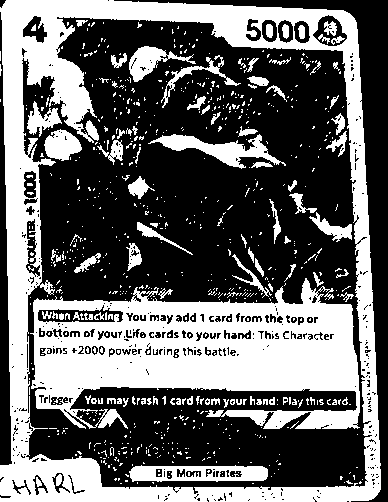 4 5000 特
COUNTER +1000
When Attacking You may add 1 card from the top or
bottom of your Life cards to your hand: This Character
gains +2000 power during this battle.
Trigger You may trash 1 card from your hand: Play this card.
Big Mom Pirates
CHARL